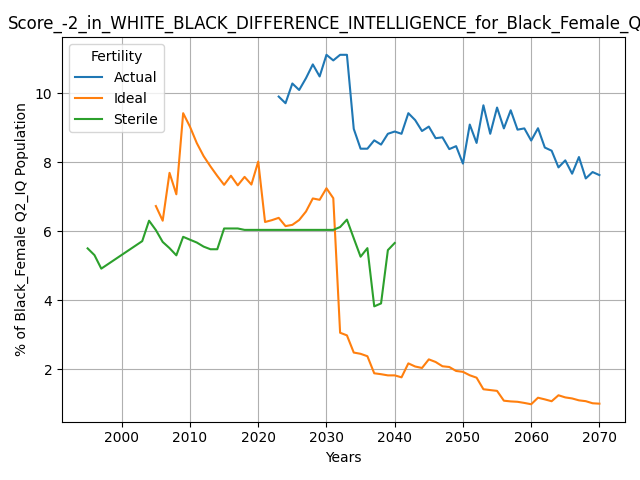 Score_-2_in_WHITE_BLACK_DIFFERENCE_INTELLIGENCE_for_Black_Female_Q
Fertility
Actual
Ideal
Sterile
% of Black_Female Q2_IQ Population
10
8
6
4
2
2000 2010 2020 2030 2040 2050 2060 2070
Years